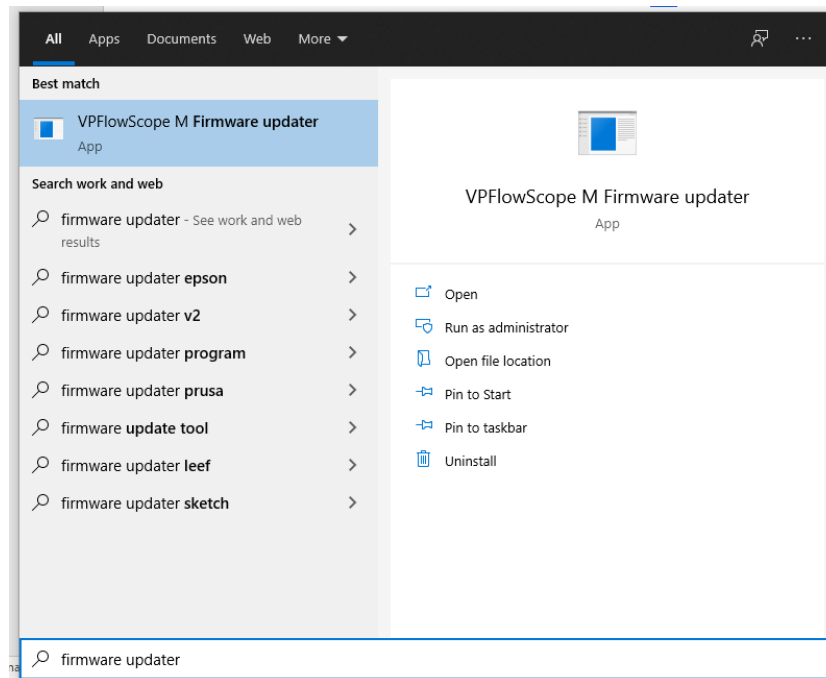 All Apps Documents Web More
Best match
VPFlowScope M Firmware updater
App
Search work and web
firmware updater - See work and web
results
firmware updater epson
firmware updater v2
firmware updater program
firmware updater prusa
firmware update tool
firmware updater leef
firmware updater sketch
VPFlowScope M Firmware updater
App
Open
Run as administrator
Open file location
Pin to Start
Pin to taskbar
Uninstall
firmware updater